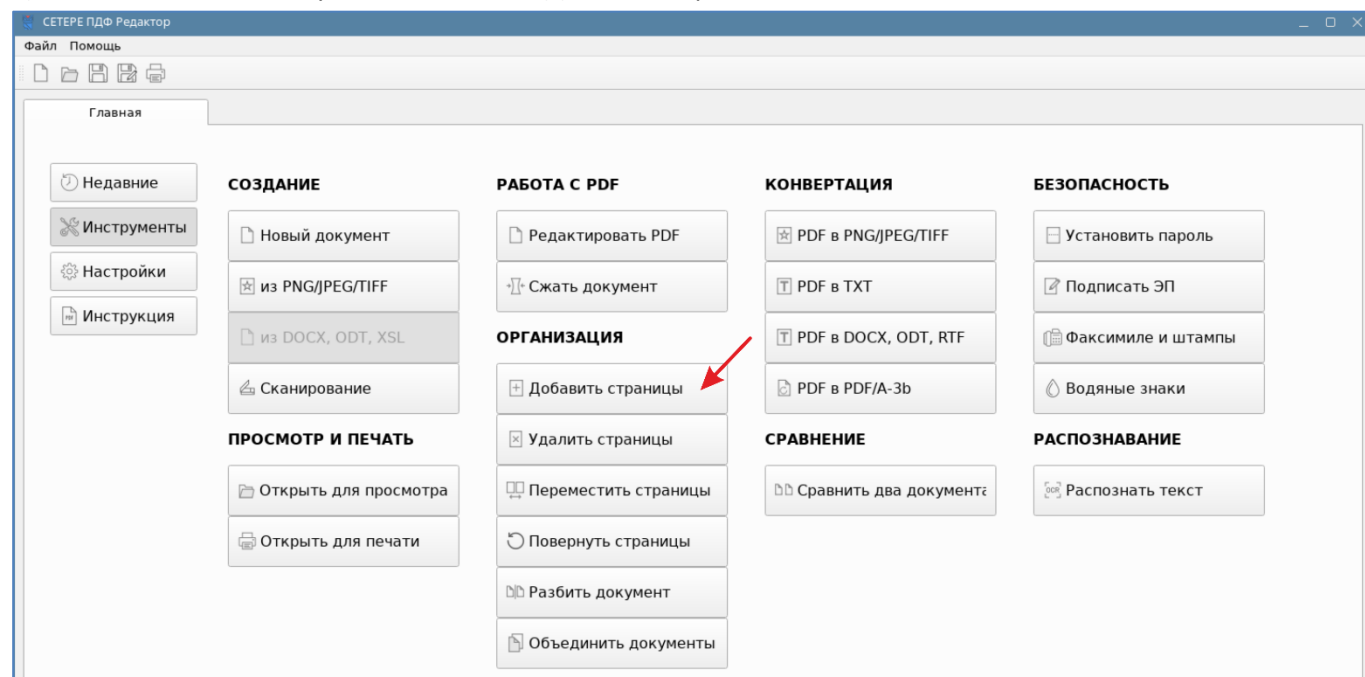 СЕТЕРЕ ПДФ Редактор
Файл Помощь
Главная
Недавние
Инструменты
Настройки
Инструкция
СОЗДАНИЕ
Новый документ
из PNG/JPEG/TIFF
из DOCX, ODT, XSL
Сканирование
ПРОСМОТР И ПЕЧАТЬ
Открыть для просмотра
Открыть для печати
РАБОТА С PDF
Редактировать PDF
Сжать документ
ОРГАНИЗАЦИЯ
Добавить страницы
Удалить страницы
Переместить страницы
Повернуть страницы
Разбить документ
Объединить документы
КОНВЕРТАЦИЯ
PDF в PNG/JPEG/TIFF
PDF в TXT
PDF в DOCX, ODT, RTF
PDF в PDF/A-3b
СРАВНЕНИЕ
Сравнить два документа
БЕЗОПАСНОСТЬ
Установить пароль
Подписать ЭП
Факсимиле и штампы
Водяные знаки
РАСПОЗНАВАНИЕ
Распознать текст